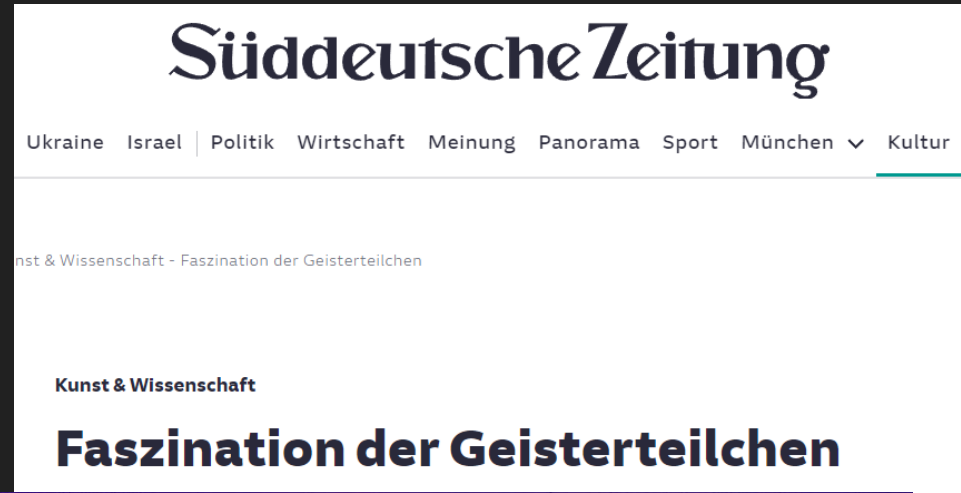 Süddeutsche Zeitung
Ukraine Israel Politik Wirtschaft Meinung Panorama Sport München Kultur
nst & Wissenschaft - Faszination der Geisterteilchen
Kunst & Wissenschaft
Faszination der Geisterteilchen